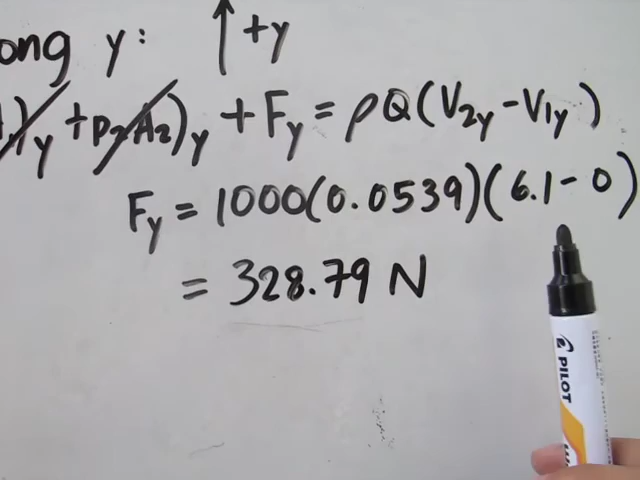 ong y: ↑+y
)y + P2A2)y + Fy = ρQ(V2y - V1y)
Fy = 1000(0.0539)(6.1 - 0)
= 328.79 N
PILOT